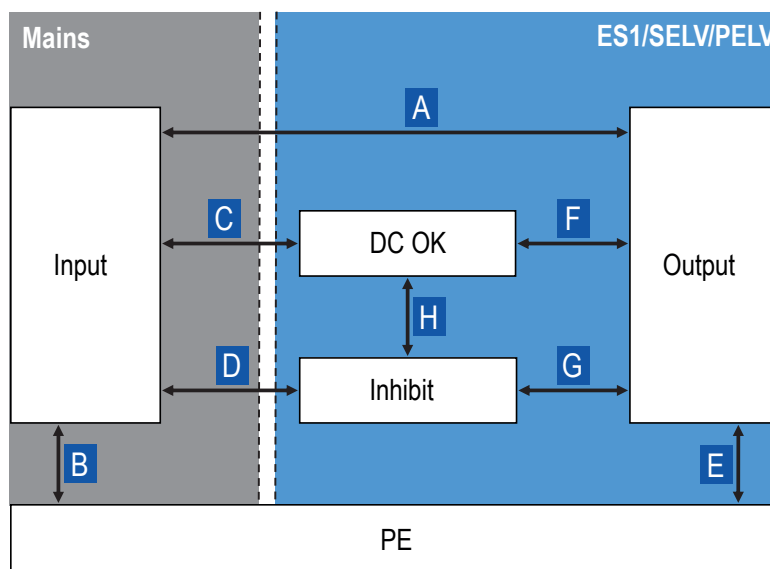 Mains
ES1/SELV/PELV
A
C
DC OK
F
Input
Output
H
D
Inhibit
G
B
E
PE